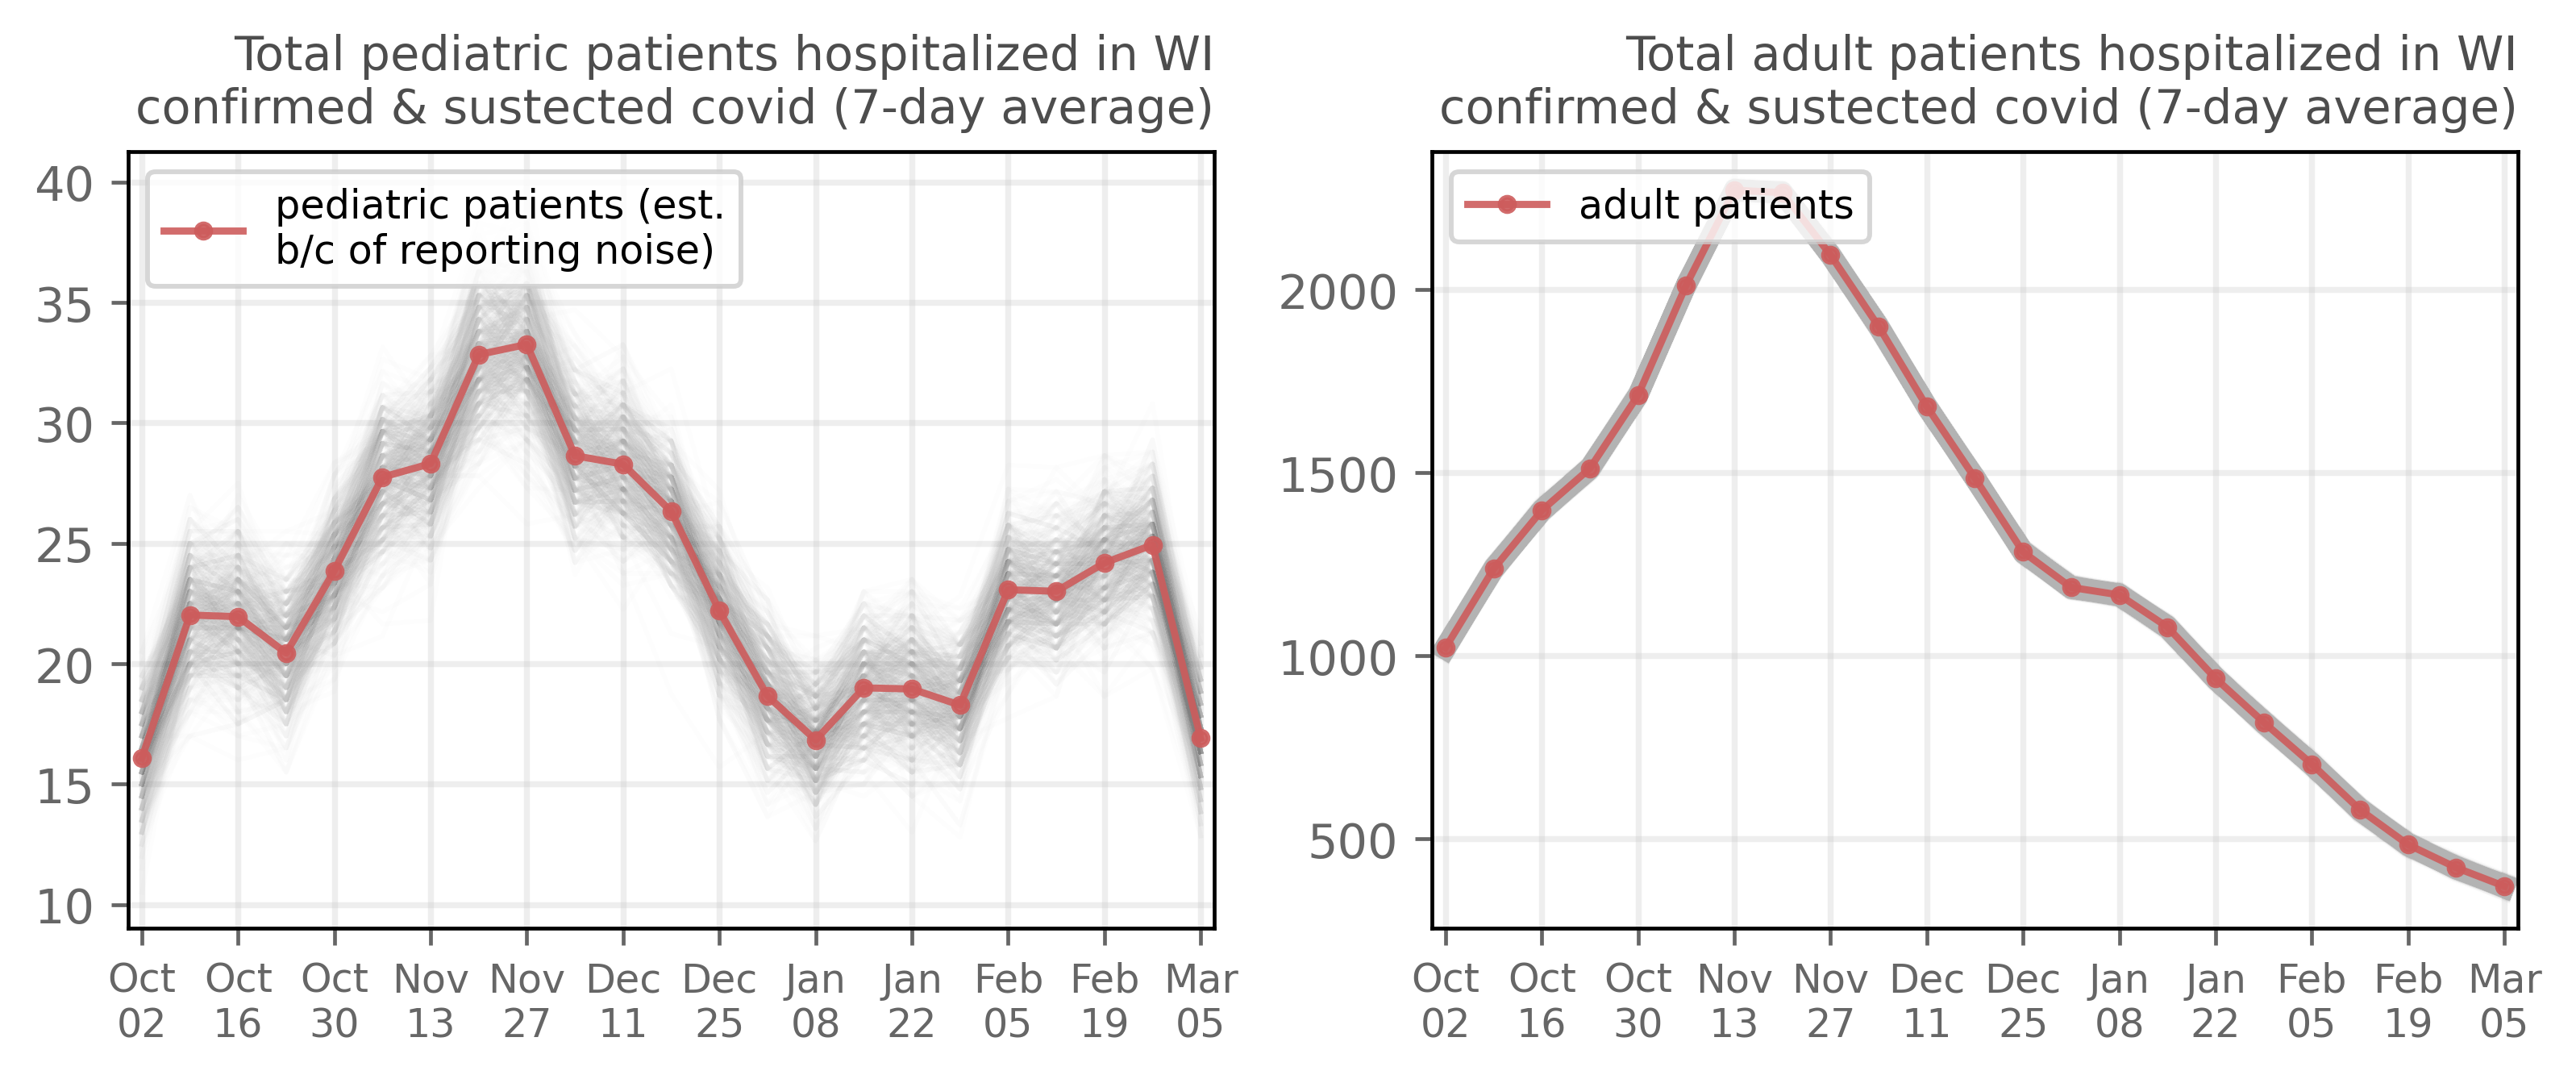 Total pediatric patients hospitalized in WI
confirmed & sustected covid (7-day average)
pediatric patients (est.
b/c of reporting noise)
40
35
30
25
20
15
10
Oct Oct Oct Nov Nov Dec Dec Jan Jan Feb Feb Mar
02 16 30 13 27 11 25 08 22 05 19 05
Total adult patients hospitalized in WI
confirmed & sustected covid (7-day average)
adult patients
2000
1500
1000
500
Oct Oct Oct Nov Nov Dec Dec Jan Jan Feb Feb Mar
02 16 30 13 27 11 25 08 22 05 19 05